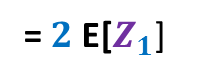 = 2 E[Z₁]